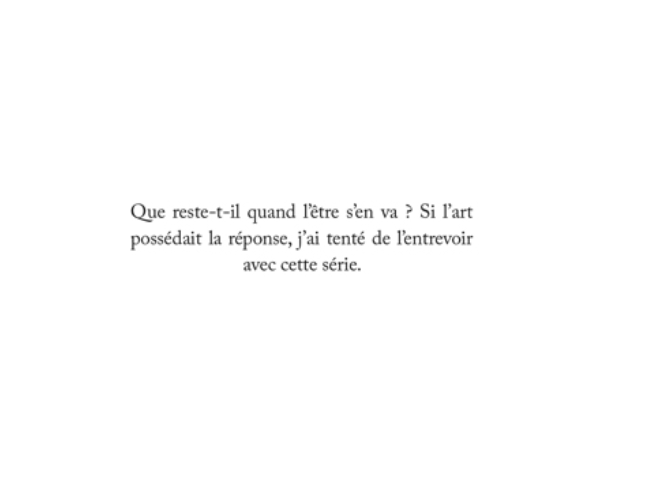 Que reste-t-il quand l’être s’en va ? Si l’art
possédait la réponse, j’ai tenté de l’entrevoir
avec cette série.